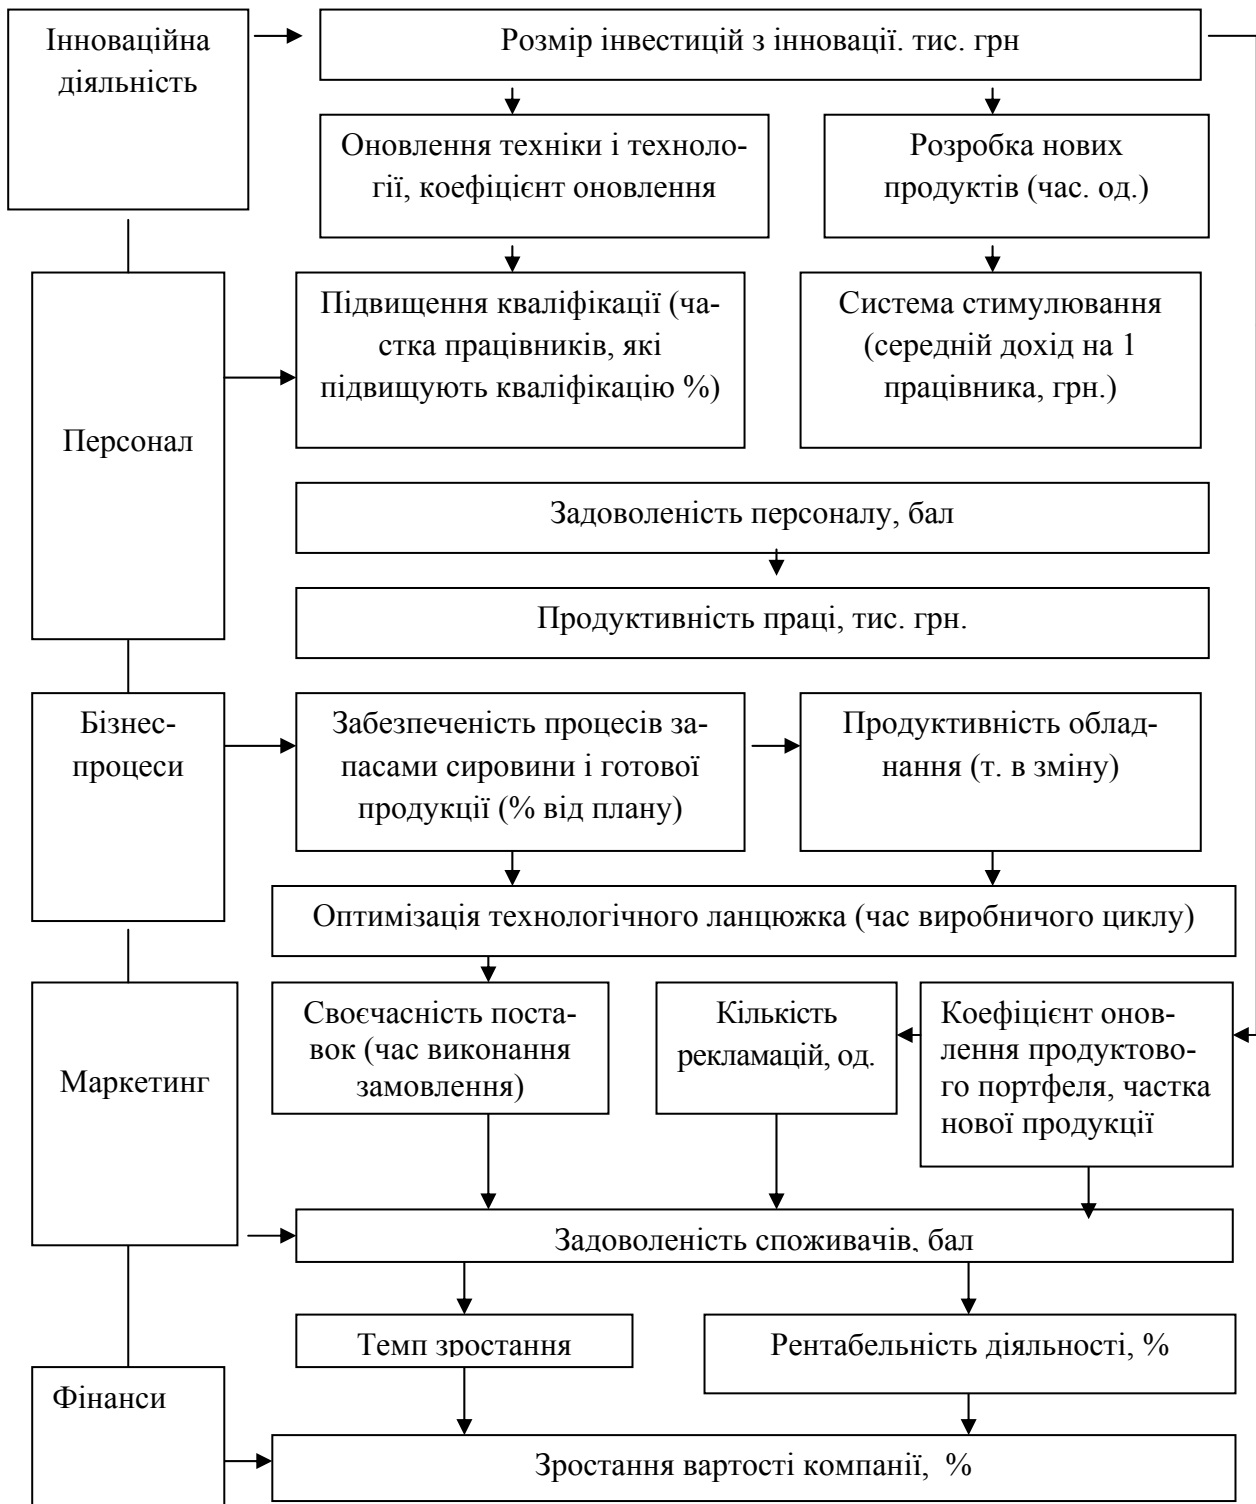 Інноваційна
діяльність
Розмір інвестицій з інновації. тис. грн
Оновлення техніки і техноло-
гії, коефіцієнт оновлення
Розробка нових
продуктів (час. од.)
Персонал
Підвищення кваліфікації (ча-
стка працівників, які
підвищують кваліфікацію %)
Система стимулювання
(середній дохід на 1
працівника, грн.)
Задоволеність персоналу, бал
Продуктивність праці, тис. грн.
Бізнес-
процеси
Забезпеченість процесів за-
пасами сировини і готової
продукції (% від плану)
Продуктивність облад-
нання (т. в зміну)
Оптимізація технологічного ланцюжка (час виробничого циклу)
Маркетинг
Своєчасність поста-
вок (час виконання
замовлення)
Кількість
рекламацій, од.
Коефіцієнт онов-
лення продуктово-
го портфеля, частка
нової продукції
Задоволеність споживачів, бал
Темп зростання
Рентабельність діяльності, %
Фінанси
Зростання вартості компанії, %